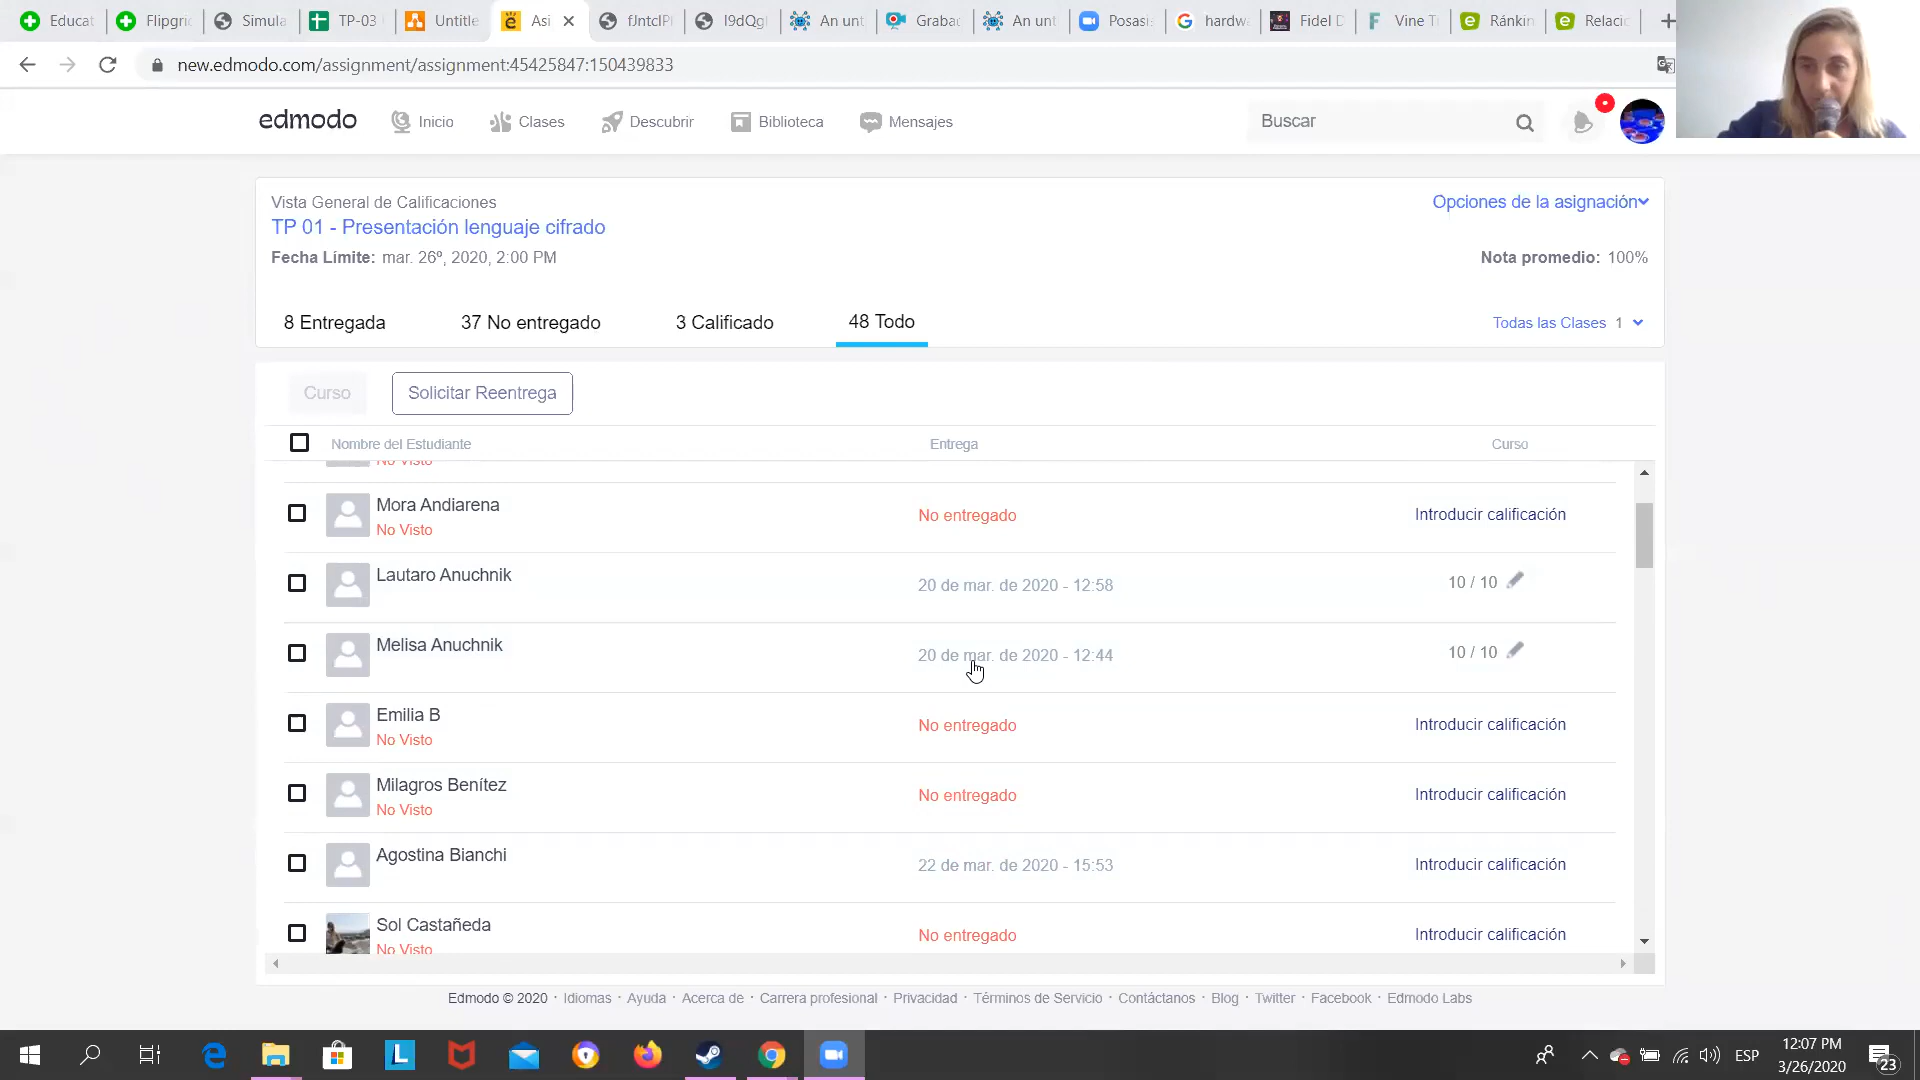 Educat
Flipgri
Simula
TP-03
Untitle
Asi
fJntclPl
l9dQgl
An unt
Grabac
An unt
Posasi
hardwa
Fidel D
Vine T
Ránkin
Relacio
new.edmodo.com/assignment/assignment:45425847:150439833
edmodo
Inicio
Clases
Descubrir
Biblioteca
Mensajes
Buscar
Vista General de Calificaciones
Opciones de la asignación
TP 01 - Presentación lenguaje cifrado
Fecha Límite: mar. 26º, 2020, 2:00 PM
Nota promedio: 100%
8 Entregada
37 No entregado
3 Calificado
48 Todo
Todas las Clases 1
Curso
Solicitar Reentrega
Nombre del Estudiante
Entrega
Curso
No Visto
Mora Andiarena
No Visto
No entregado
Introducir calificación
Lautaro Anuchnik
20 de mar. de 2020 - 12:58
10 / 10
Melisa Anuchnik
20 de mar. de 2020 - 12:44
10 / 10
Emilia B
No Visto
No entregado
Introducir calificación
Milagros Benítez
No Visto
No entregado
Introducir calificación
Agostina Bianchi
22 de mar. de 2020 - 15:53
Introducir calificación
Sol Castañeda
No Visto
No entregado
Introducir calificación
Edmodo © 2020 · Idiomas · Ayuda · Acerca de · Carrera profesional · Privacidad · Términos de Servicio · Contáctanos · Blog · Twitter · Facebook · Edmodo Labs
ESP
12:07 PM
3/26/2020
23